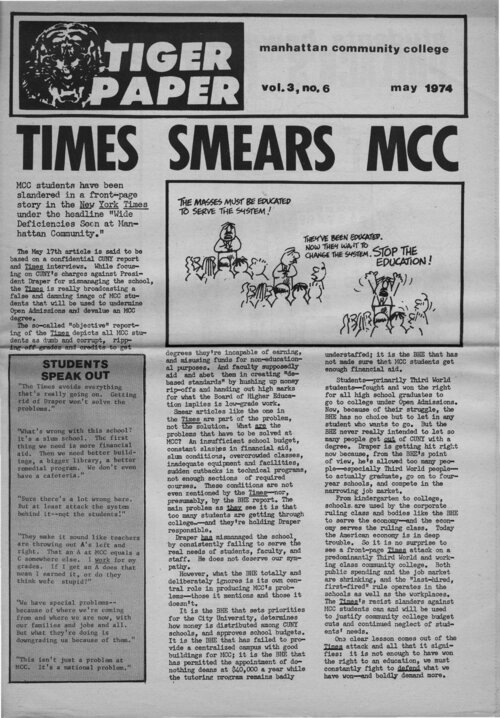 TIGER
PAPER
manhattan community college
vol. 3, no. 6 may 1974
TIMES SMEARS MCC
MCC students have been
slandered in a front-page
story in the New York Times
under the headline "Wide
Deficiencies Seen at Man-
hattan Community."
The May 17th article is said to be
based on a confidential CUNY report
and Times interviews. While focus-
ing on CUNY's charges against Presi-
dent Draper for mismanaging the school,
the Times is really broadcasting a
false and damning image of MCC stu-
dents that will be used to undermine
Open Admissions and devalue an MCC
degree.
The so-called "objective" report-
ing of the Times depicts all MCC stu-
dents as dumb and corrupt, ripp-
ing off grades and credits to get
THE MASSES MUST BE EDUCATED
TO SERVE THE SYSTEM!
THEY'VE BEEN EDUCATED.
NOW THEY WANT TO
CHANGE THE SYSTEM.
STOP THE
EDUCATION!
STUDENTS
SPEAK OUT
"The Times avoids everything
that's really going on. Getting
rid of Draper won't solve the
problems."
"What's wrong with this school?
It's a slum school. The first
thing we need is more financial
aid. Then we need better build-
ings, a bigger library, a better
remedial program. We don't even
have a cafeteria."
"Sure there's a lot wrong here.
But at least attack the system
behind it--not the students!"
"They make it sound like teachers
are throwing out A's left and
right. That an A at MCC equals a
C somewhere else. I work for my
grades. If I get an A does that
mean I earned it, or do they
think we're stupid?"
"We have special problems--
because of where we're coming
from and where we are now, with
our families and jobs and all.
But what they're doing is
downgrading us because of them."
"This isn't just a problem at
MCC. It's a national problem."
degrees they're incapable of earning,
and misusing funds for non-education-
al purposes. And faculty supposedly
aid and abet them in creating "de-
based standards" by hushing up money
rip-offs and handing out high marks
for what the Board of Higher Educa-
tion implies is low-grade work.
Smear articles like the one in
the Times are part of the problem,
not the solution. What are the
problems that have to be solved at
MCC? An insufficient school budget,
constant slashes in financial aid,
slum conditions, overcrowded classes,
inadequate equipment and facilities,
sudden cutbacks in technical programs,
not enough sections of required
courses. These conditions are not
even mentioned by the Times--nor,
presumably, by the BHE report. The
main problem as they see it is that
too many students are getting through
college--and they're holding Draper
responsible.
Draper has mismanaged the school,
by consistently failing to serve the
real needs of students, faculty, and
staff. He does not deserve our sym-
pathy.
However, what the BHE totally and
deliberately ignores is its own cen-
tral role in producing MCC's prob-
lems--those it mentions and those it
doesn't.
It is the BHE that sets priorities
for the City University, determines
how money is distributed among CUNY
schools, and approves school budgets.
It is the BHE that has failed to pro-
vide a centralized campus with good
buildings for MCC; it is the BHE that
has permitted the appointment of do-
nothing deans at $40,000 a year while
the tutoring program remains badly
understaffed; it is the BHE that has
not made sure that MCC students get
enough financial aid.
Students--primarily Third World
students--fought and won the right
for all high school graduates to
go to college under Open Admissions.
Now, because of their struggle, the
BHE has no choice but to let in any
student who wants to go. But the
BHE never really intended to let so
many people get out of CUNY with a
degree. Draper is getting hit right
now because, from the BHE's point
of view, he's allowed too many peo-
ple--especially Third World people--
to actually graduate, go on to four-
year schools, and compete in the
narrowing job market.
From kindergarten to college,
schools are used by the corporate
ruling class and bodies like the BHE
to serve the economy--and the econ-
omy serves the ruling class. Today
the American economy is in deep
trouble. So it is no surprise to
see a front-page Times attack on a
predominantly Third World and work-
ing class community college. Both
public spending and the job market
are shrinking, and the "last-hired,
first-fired" rule operates in the
schools as well as the workplaces.
The Times's racist slanders against
MCC students can and will be used
to justify community college budget
cuts and continued neglect of stud-
ents' needs.
One clear lesson comes out of the
Times attack and all that it signi-
fies: it is not enough to have won
the right to an education, we must
constantly fight to defend what we
have won--and boldly demand more.